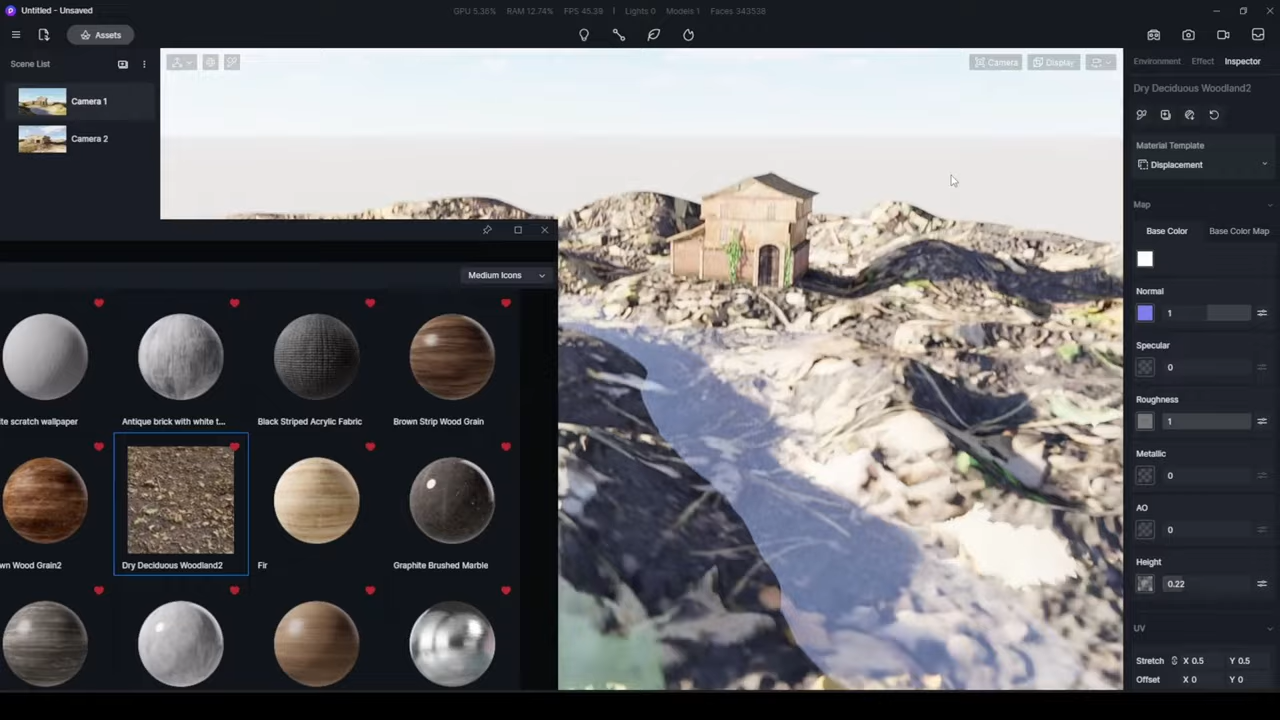 Untitled - Unsaved
GPU 5.36% RAM 12.74% FPS 45.39 | Lights 0 Models 1 Faces 343538
Assets
Scene List
Camera 1
Camera 2
Camera
Display
Environment Effect Inspector
Dry Deciduous Woodland2
Material Template
Displacement
Map
Base Color Base Color Map
Normal
1
Specular
0
Roughness
1
Metallic
0
AO
0
Height
0.22
UV
Stretch X 0.5 Y 0.5
Offset X 0 Y 0
Medium Icons
te scratch wallpaper
Antique brick with white t...
Black Striped Acrylic Fabric
Brown Strip Wood Grain
wn Wood Grain2
Dry Deciduous Woodland2
Fir
Graphite Brushed Marble